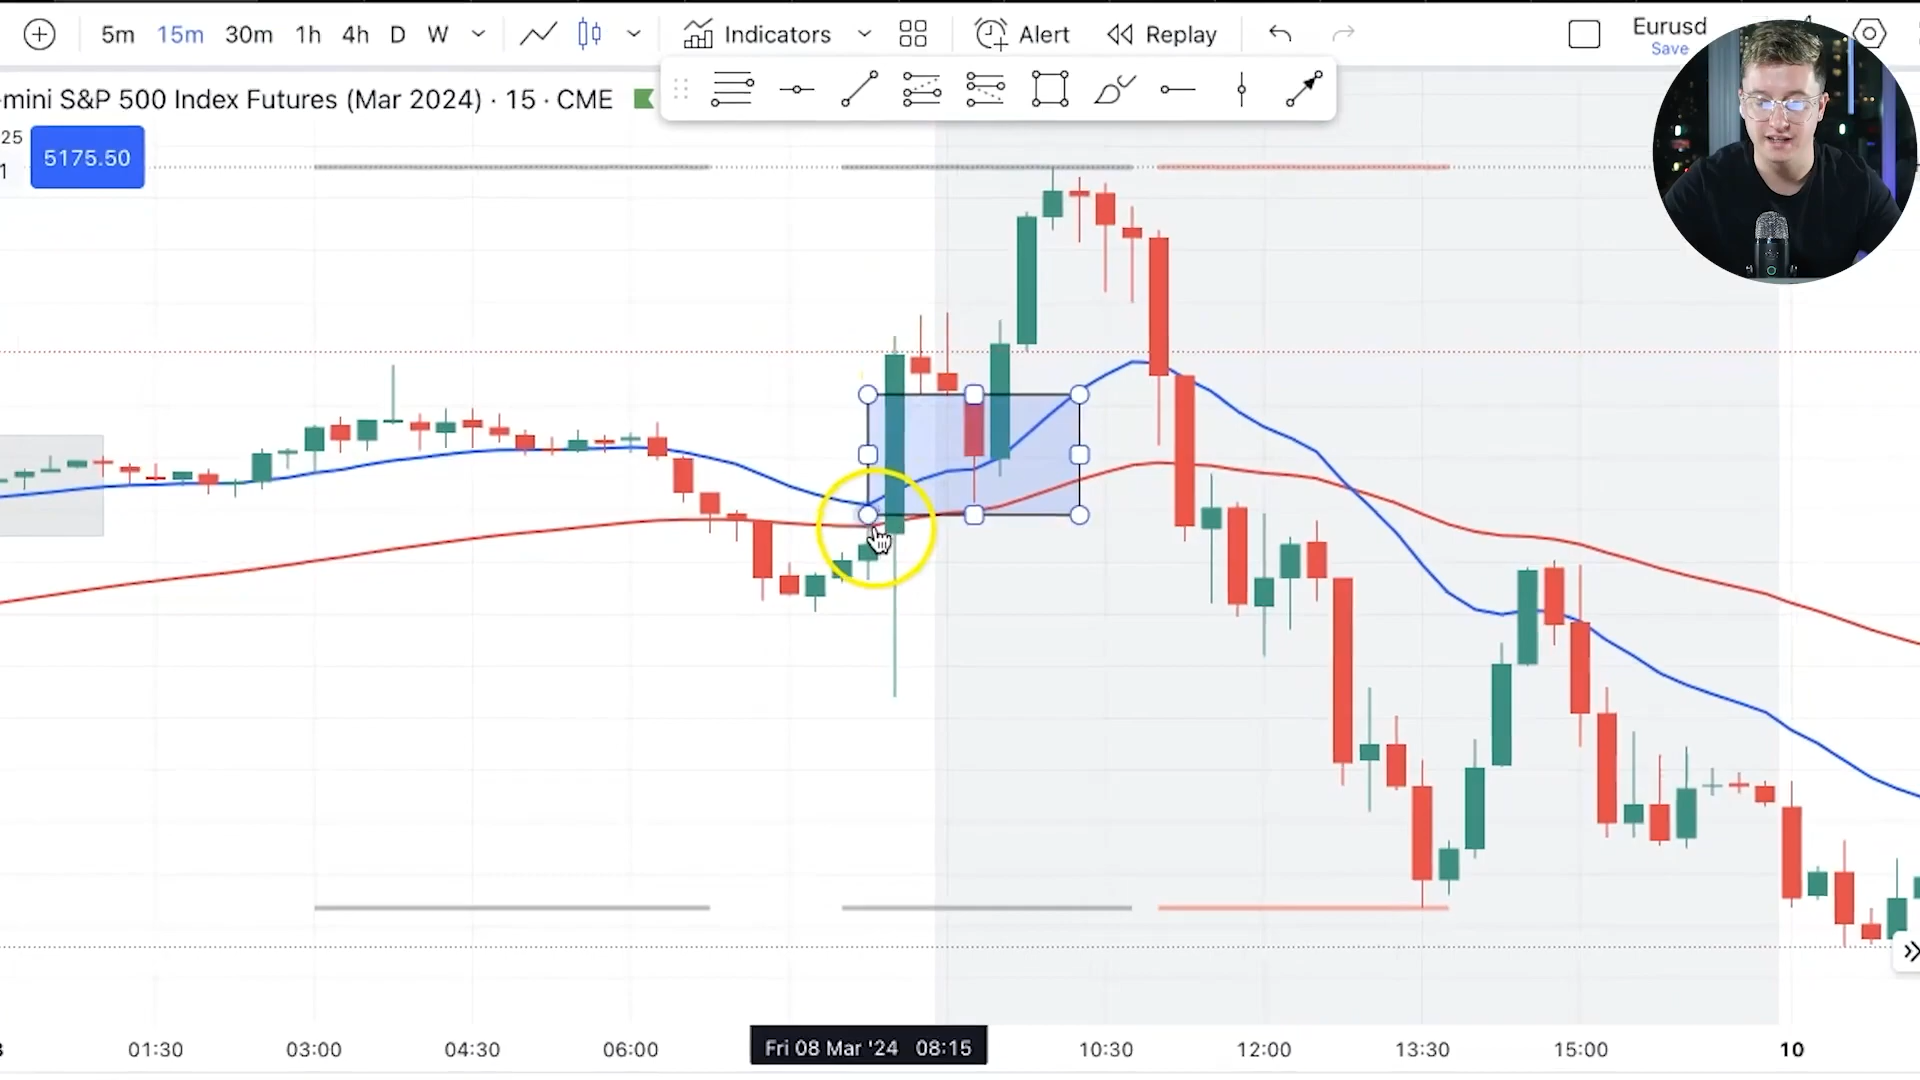 5m 15m 30m 1h 4h D W Indicators Alert Replay Eurusd
Save
-mini S&P 500 Index Futures (Mar 2024) · 15 · CME
25
1
5175.50
01:30 03:00 04:30 06:00 Fri 08 Mar '24 08:15 10:30 12:00 13:30 15:00 10